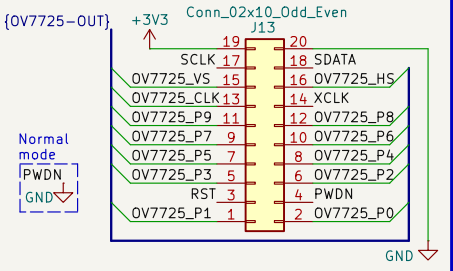 {OV7725-OUT}
+3V3
Conn_02x10_Odd_Even
J13
19 20
SCLK 17 18 SDATA
OV7725_VS 15 16 OV7725_HS
OV7725_CLK 13 14 XCLK
OV7725_P9 11 12 OV7725_P8
OV7725_P7 9 10 OV7725_P6
OV7725_P5 7 8 OV7725_P4
OV7725_P3 5 6 OV7725_P2
RST 3 4 PWDN
OV7725_P1 1 2 OV7725_P0
Normal
mode
PWDN
GND
GND